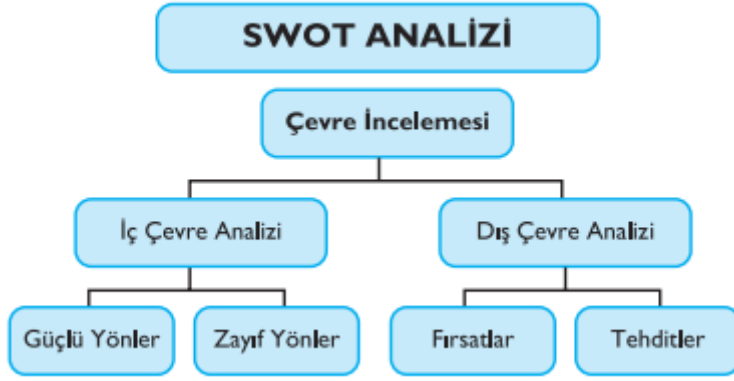 SWOT ANALİZİ
Çevre İncelemesi
İç Çevre Analizi
Dış Çevre Analizi
Güçlü Yönler
Zayıf Yönler
Fırsatlar
Tehditler